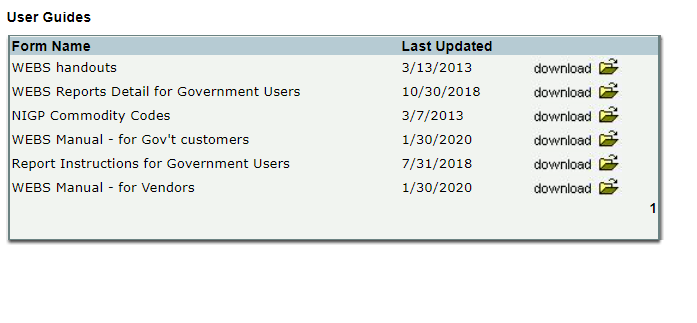 User Guides
Form Name Last Updated
WEBS handouts 3/13/2013 download
WEBS Reports Detail for Government Users 10/30/2018 download
NIGP Commodity Codes 3/7/2013 download
WEBS Manual - for Gov't customers 1/30/2020 download
Report Instructions for Government Users 7/31/2018 download
WEBS Manual - for Vendors 1/30/2020 download
1